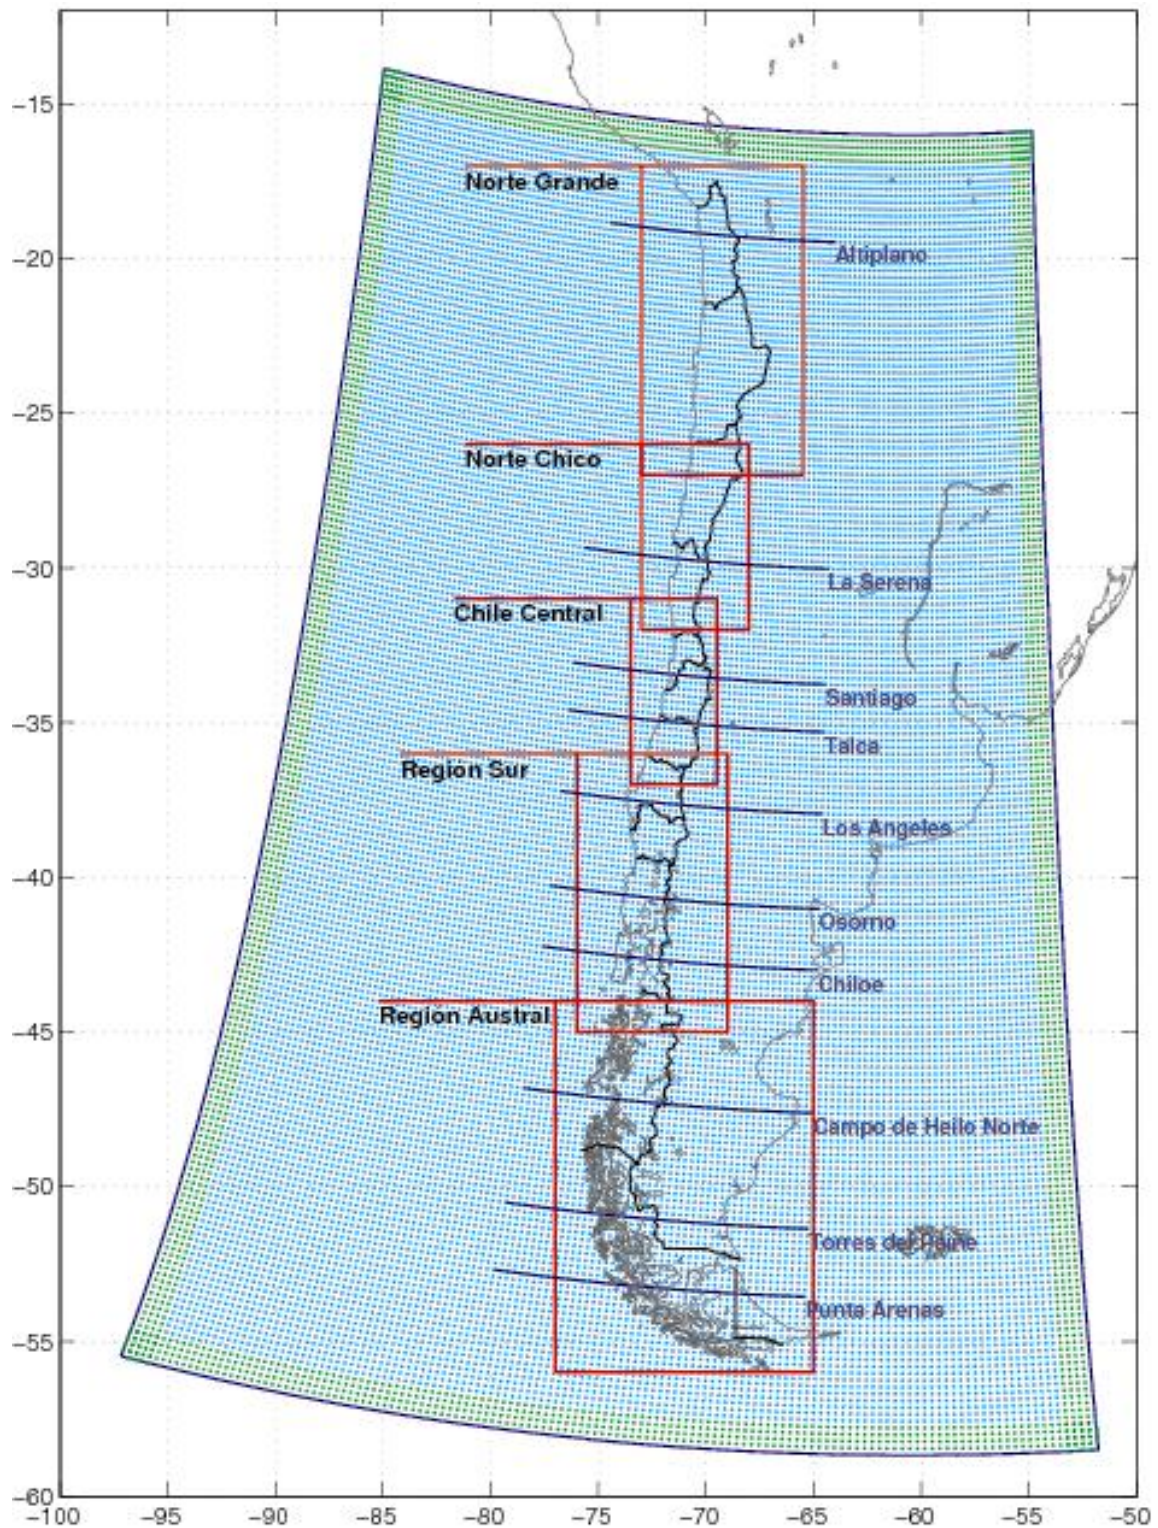 −15
Norte Grande
Altiplano
−20
−25
Norte Chico
−30
La Serena
Chile Central
Santiago
−35
Talca
Region Sur
Los Angeles
−40
Osorno
Chiloe
Región Austral
−45
Campo de Heilo Norte
−50
Torres del Paine
Punta Arenas
−55
−60
−100 −95 −90 −85 −80 −75 −70 −65 −60 −55 −50